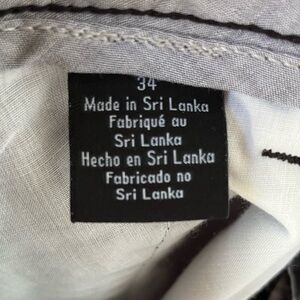 34
Made in Sri Lanka
Fabriqué au
Sri Lanka
Hecho en Sri Lanka
Fabricado no
Sri Lanka